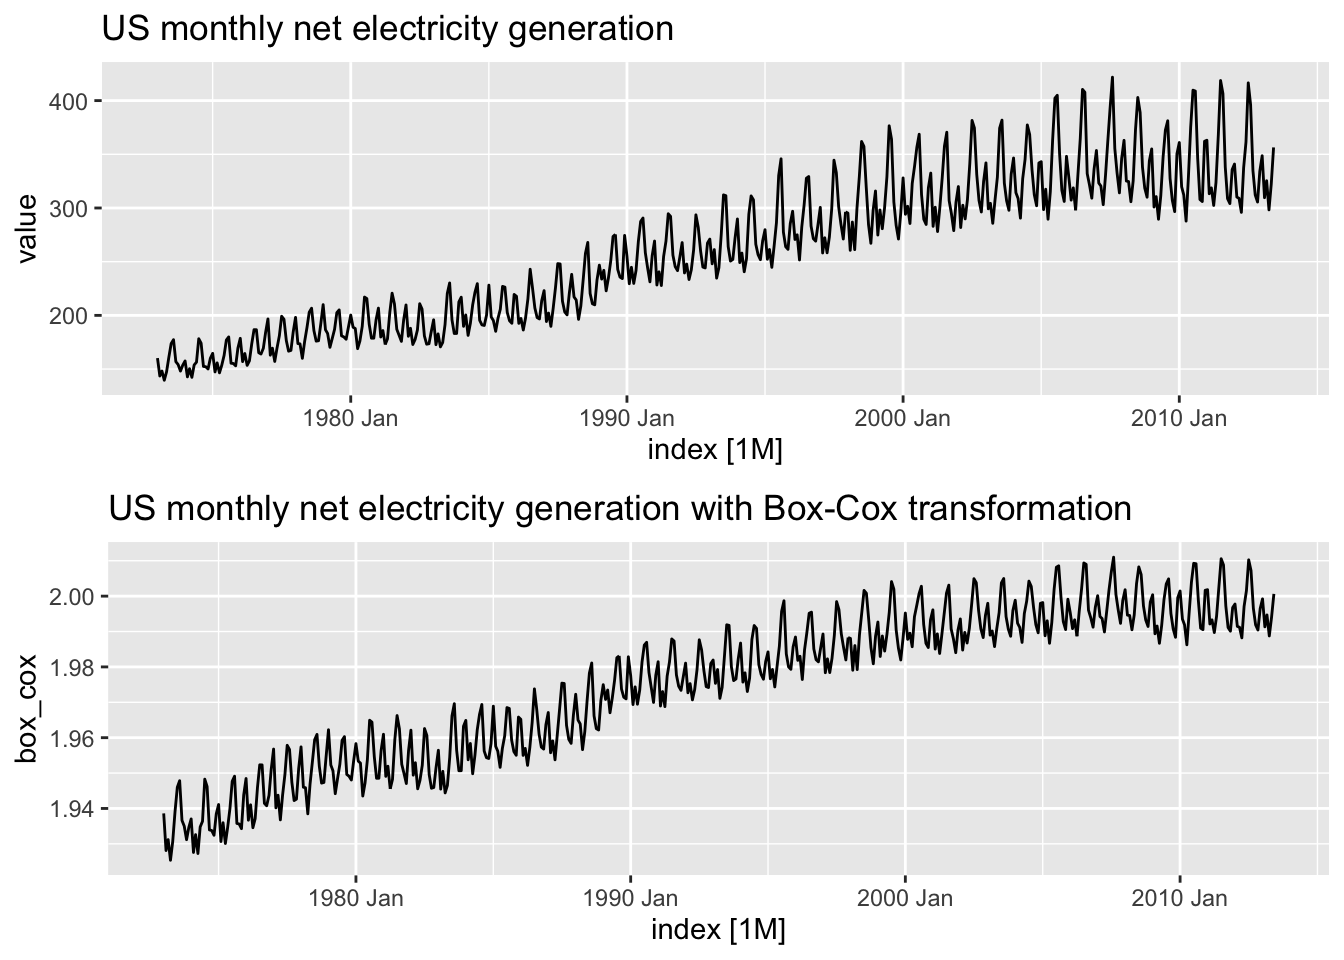 US monthly net electricity generation
400
300
200
value
1980 Jan 1990 Jan 2000 Jan 2010 Jan
index [1M]
US monthly net electricity generation with Box-Cox transformation
2.00
1.98
1.96
1.94
box_cox
1980 Jan 1990 Jan 2000 Jan 2010 Jan
index [1M]